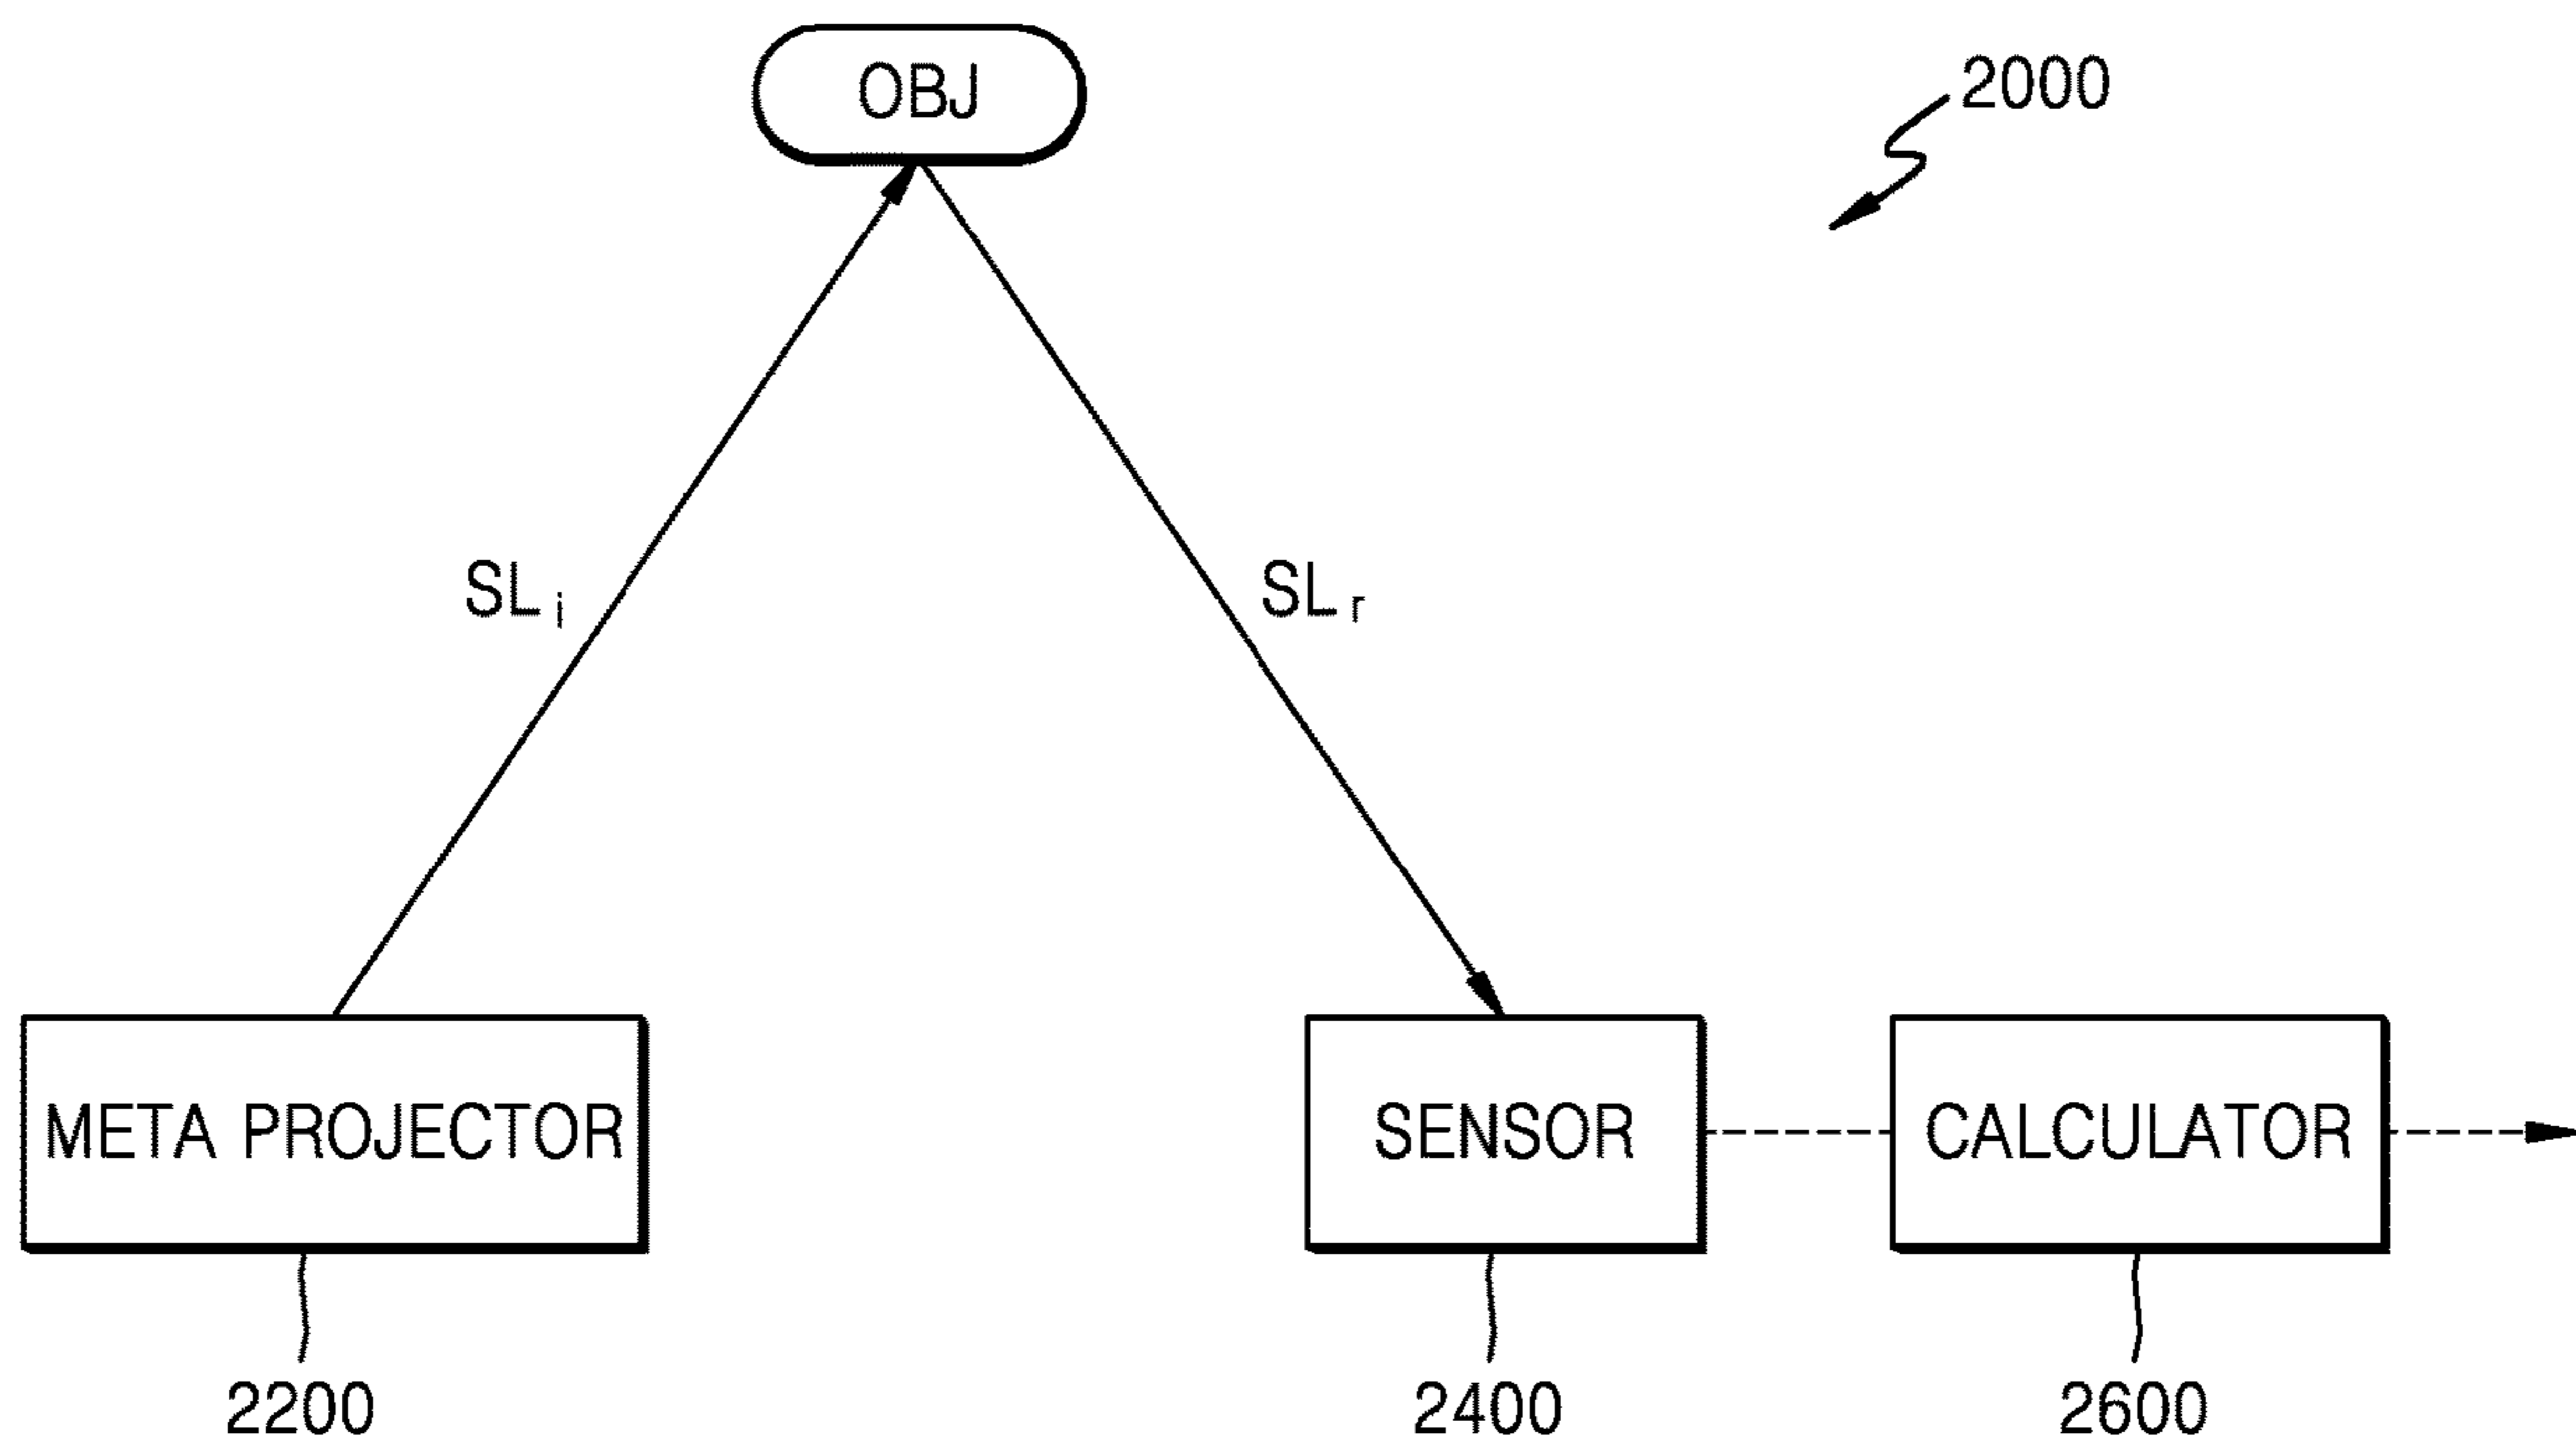 OBJ
2000
SLi
SLr
META PROJECTOR
SENSOR
CALCULATOR
2200
2400
2600